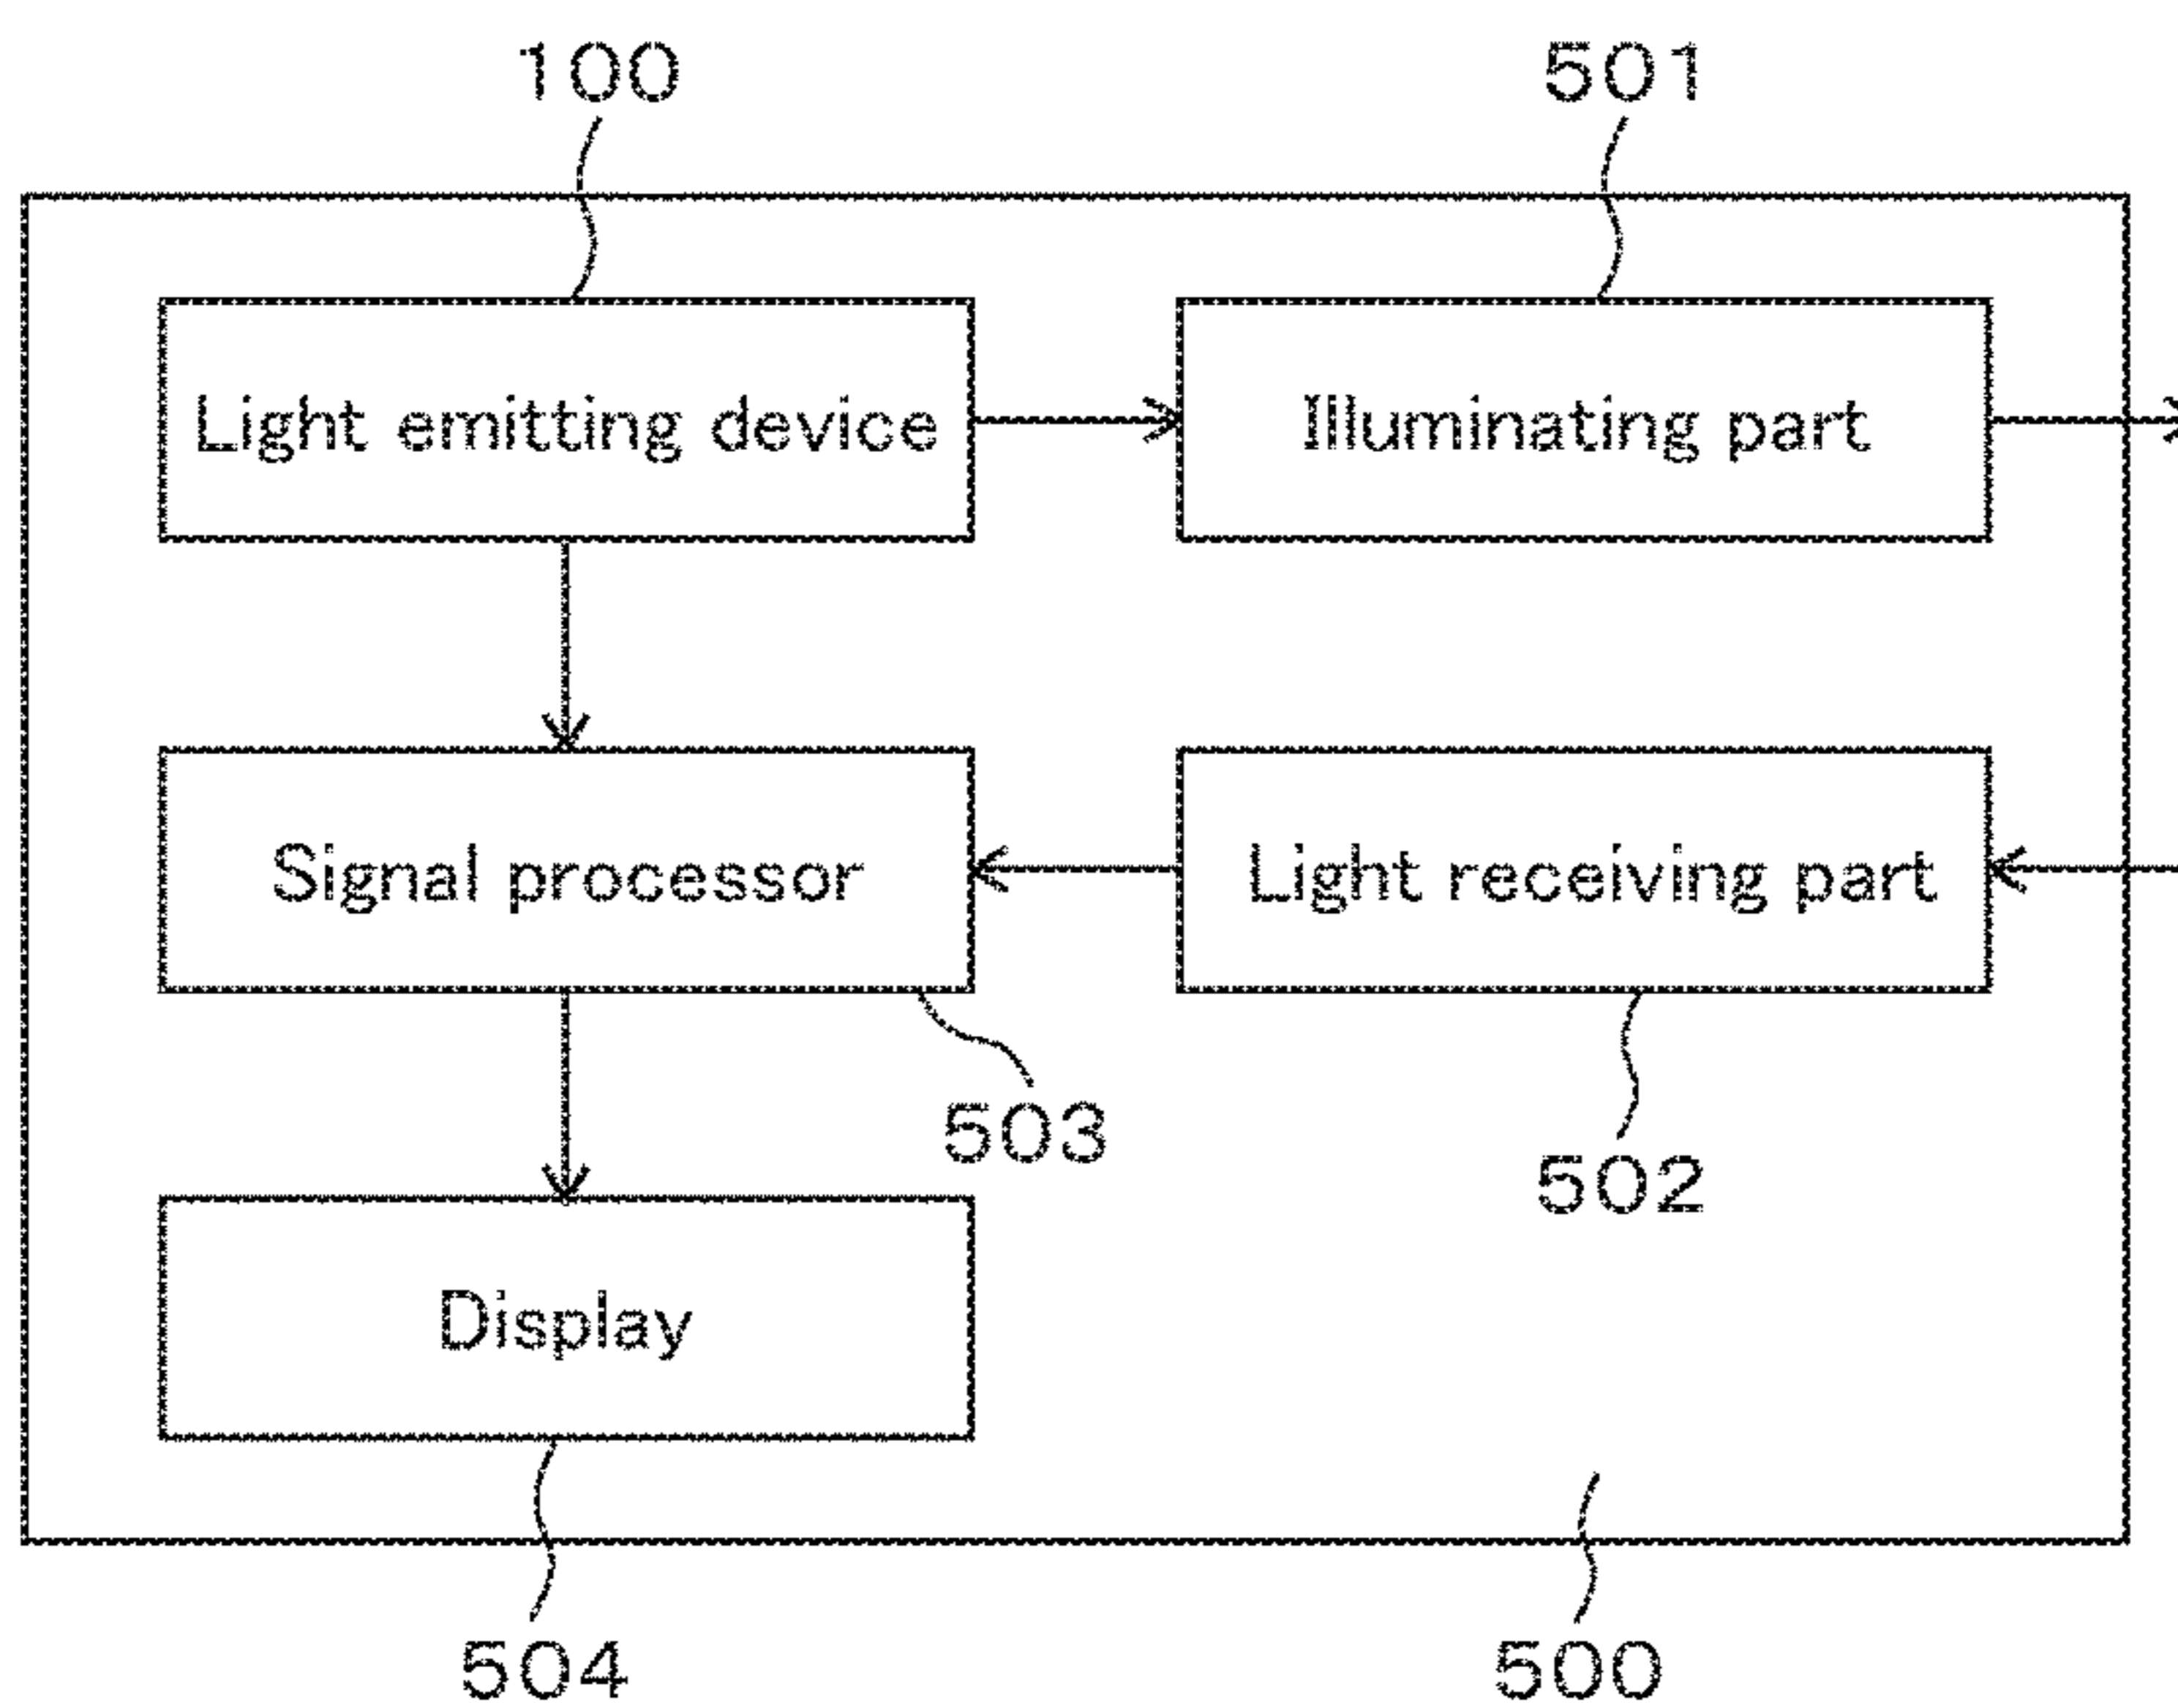 100
501
Light emitting device
Illuminating part
Signal processor
Light receiving part
503
502
Display
504
500